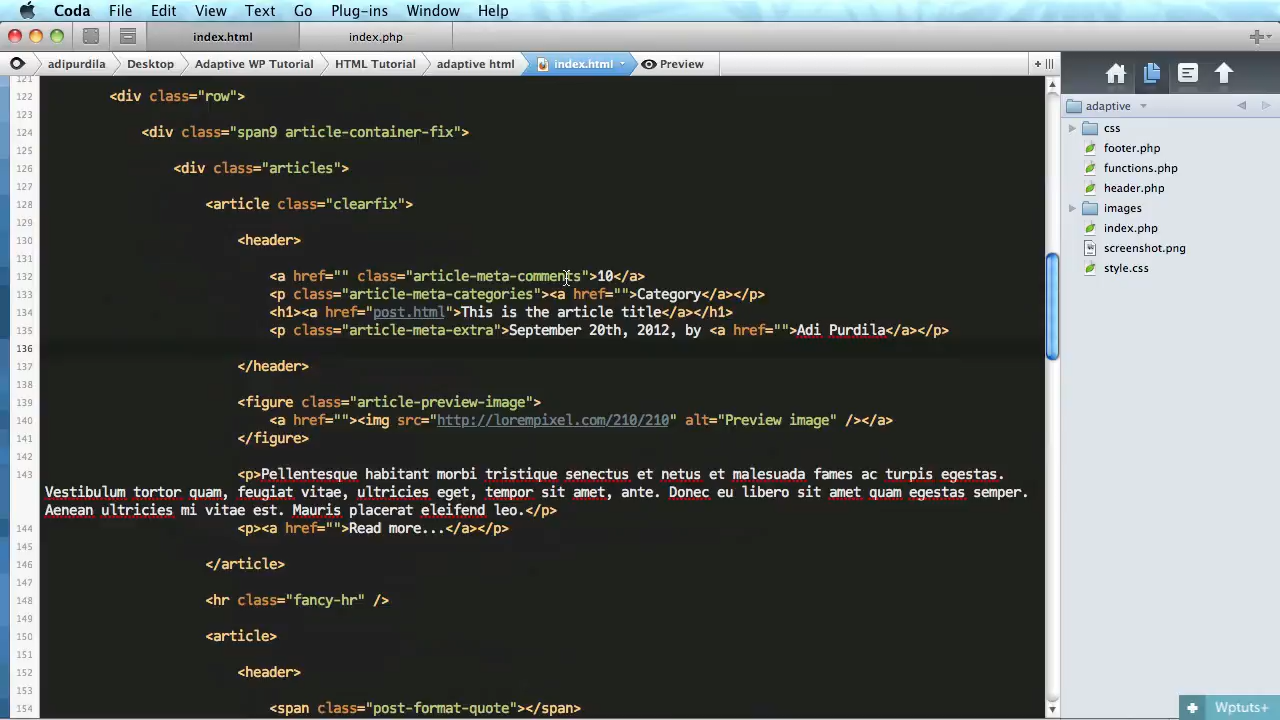 Coda File Edit View Text Go Plug-ins Window Help
index.html index.php
adipurdila Desktop Adaptive WP Tutorial HTML Tutorial adaptive html index.html Preview
121
122 <div class="row">
123
124 <div class="span9 article-container-fix">
125
126 <div class="articles">
127
128 <article class="clearfix">
129
130 <header>
131
132 <a href="" class="article-meta-comments">10</a>
133 <p class="article-meta-categories"><a href="">Category</a></p>
134 <h1><a href="post.html">This is the article title</a></h1>
135 <p class="article-meta-extra">September 20th, 2012, by <a href="">Adi Purdila</a></p>
136
137 </header>
138
139 <figure class="article-preview-image">
140 <a href=""><img src="http://lorempixel.com/210/210" alt="Preview image" /></a>
141 </figure>
142
143 <p>Pellentesque habitant morbi tristique senectus et netus et malesuada fames ac turpis egestas.
Vestibulum tortor quam, feugiat vitae, ultricies eget, tempor sit amet, ante. Donec eu libero sit amet quam egestas semper.
Aenean ultricies mi vitae est. Mauris placerat eleifend leo.</p>
144 <p><a href="">Read more...</a></p>
145
146 </article>
147
148 <hr class="fancy-hr" />
149
150 <article>
151
152 <header>
153
154 <span class="post-format-quote"></span>
adaptive
css
footer.php
functions.php
header.php
images
index.php
screenshot.png
style.css
Wptuts+